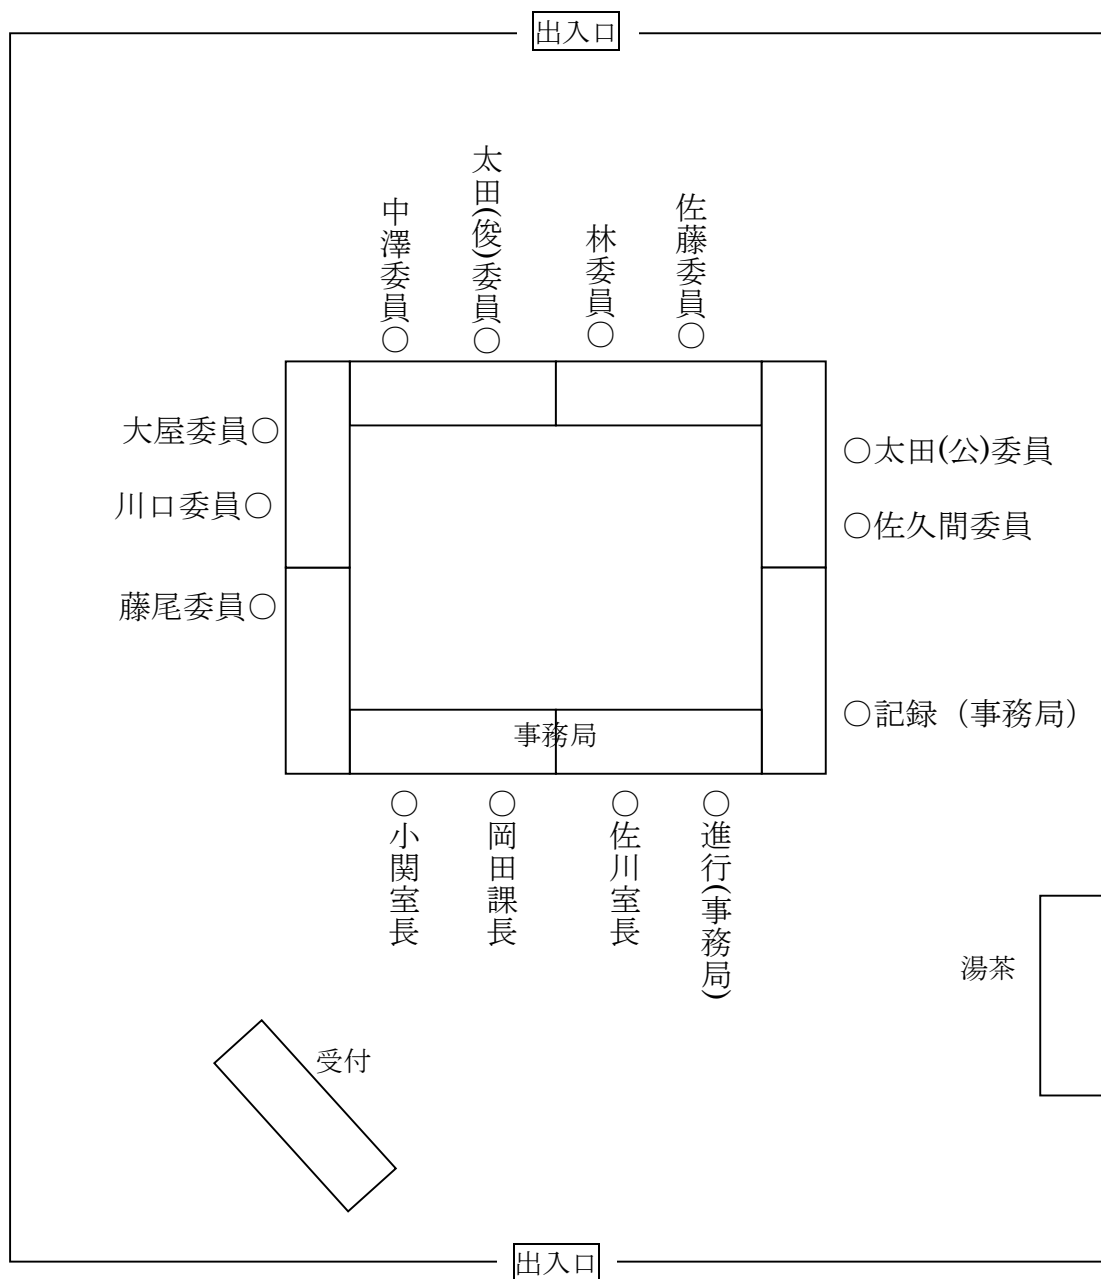 出入口
中澤委員○
太田(俊)委員○
林委員○
佐藤委員○
大屋委員○
川口委員○
藤尾委員○
○太田(公)委員
○佐久間委員
○記録（事務局）
事務局
○小関室長
○岡田課長
○佐川室長
○進行(事務局)
湯茶
受付
出入口